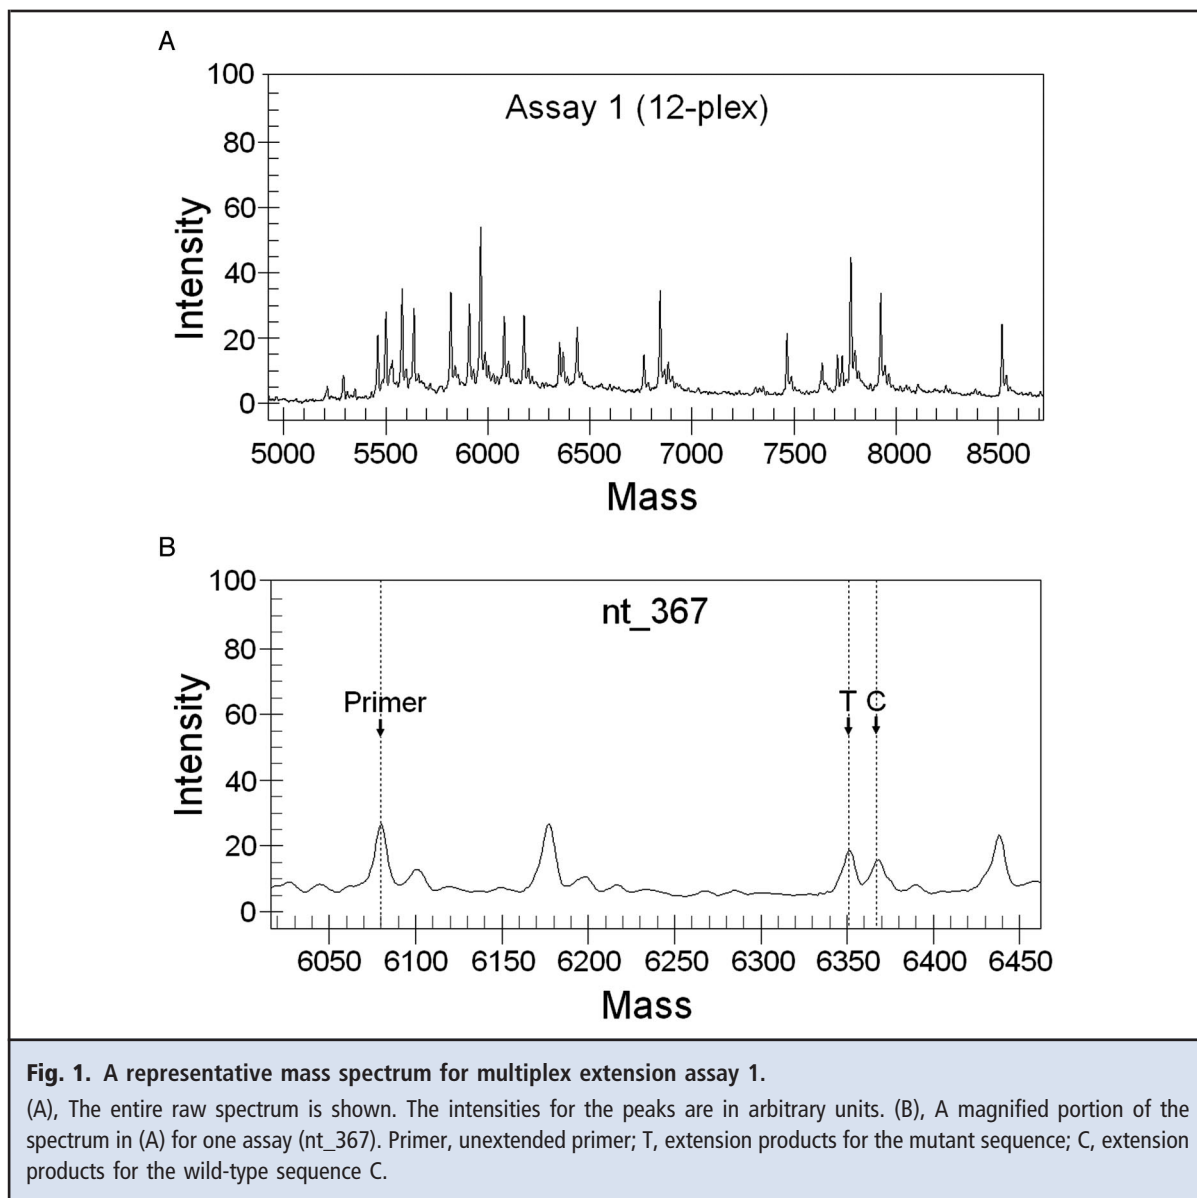 A
Assay 1 (12-plex)
100
80
60
40
20
0
Intensity
5000 5500 6000 6500 7000 7500 8000 8500
Mass
B
nt_367
100
80
60
40
20
0
Intensity
Primer
T C
6050 6100 6150 6200 6250 6300 6350 6400 6450
Mass
Fig. 1. A representative mass spectrum for multiplex extension assay 1.
(A), The entire raw spectrum is shown. The intensities for the peaks are in arbitrary units. (B), A magnified portion of the
spectrum in (A) for one assay (nt_367). Primer, unextended primer; T, extension products for the mutant sequence; C, extension
products for the wild-type sequence C.